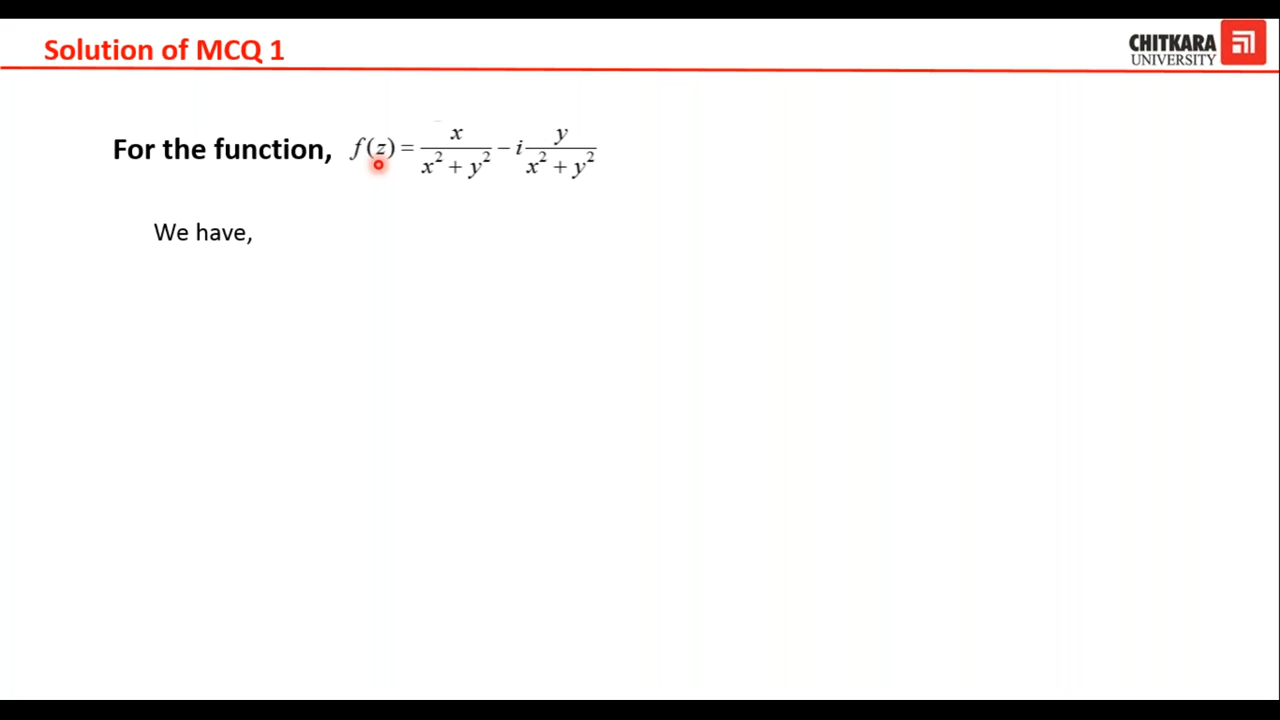 Solution of MCQ 1
CHITKARA
UNIVERSITY
For the function, f(z) = x/(x² + y²) − i y/(x² + y²)
We have,